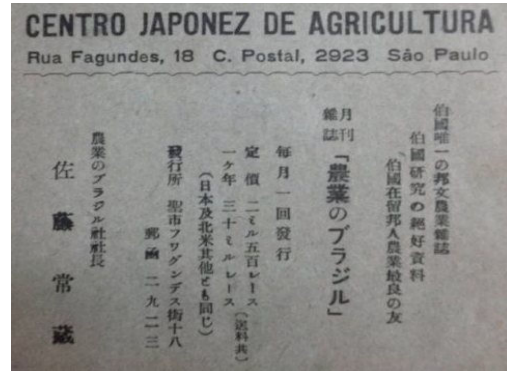 CENTRO JAPONEZ DE AGRICULTURA
Rua Fagundes, 18 C. Postal, 2923 São Paulo
伯國唯一の邦文農業雜誌
伯國研究の絕好資料
伯國在留邦人農業最良の友
月刊雜誌「農業のブラジル」
每月一回發行
定價 二ミル五百レース
一ケ年 三十ミルレース(送料共)
(日本及北米其他とも同じ)
發行所 聖市フワグンデス街十八
郵函 二九二三
農業のブラジル社社長
佐藤常藏